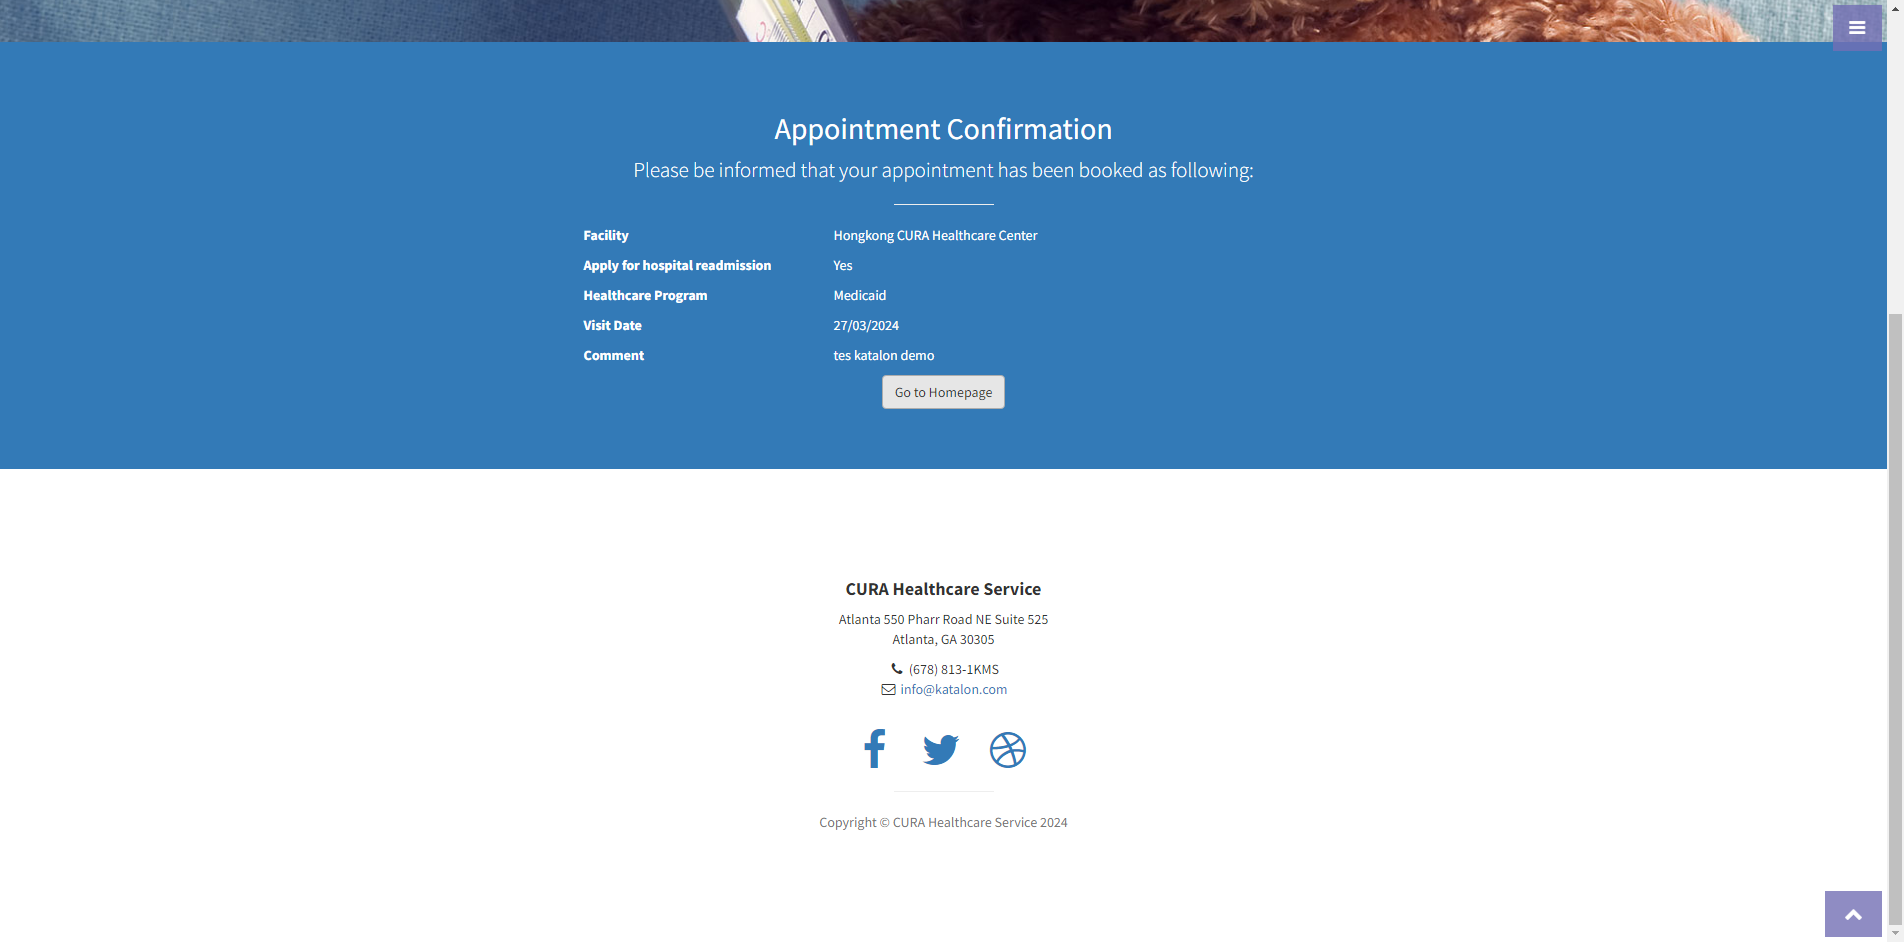 Appointment Confirmation
Please be informed that your appointment has been booked as following:
Facility Hongkong CURA Healthcare Center
Apply for hospital readmission Yes
Healthcare Program Medicaid
Visit Date 27/03/2024
Comment tes katalon demo
Go to Homepage
CURA Healthcare Service
Atlanta 550 Pharr Road NE Suite 525
Atlanta, GA 30305
(678) 813-1KMS
info@katalon.com
Copyright © CURA Healthcare Service 2024